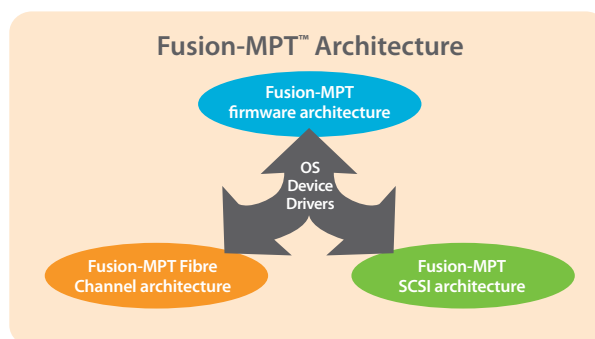 Fusion-MPT™ Architecture
Fusion-MPT
firmware architecture
OS
Device
Drivers
Fusion-MPT Fibre
Channel architecture
Fusion-MPT
SCSI architecture